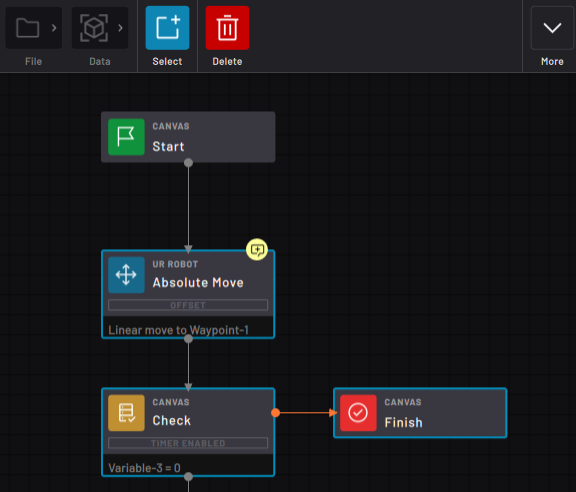 File
Data
Select
Delete
More
CANVAS
Start
UR ROBOT
Absolute Move
OFFSET
Linear move to Waypoint-1
CANVAS
Check
TIMER ENABLED
Variable-3 = 0
CANVAS
Finish